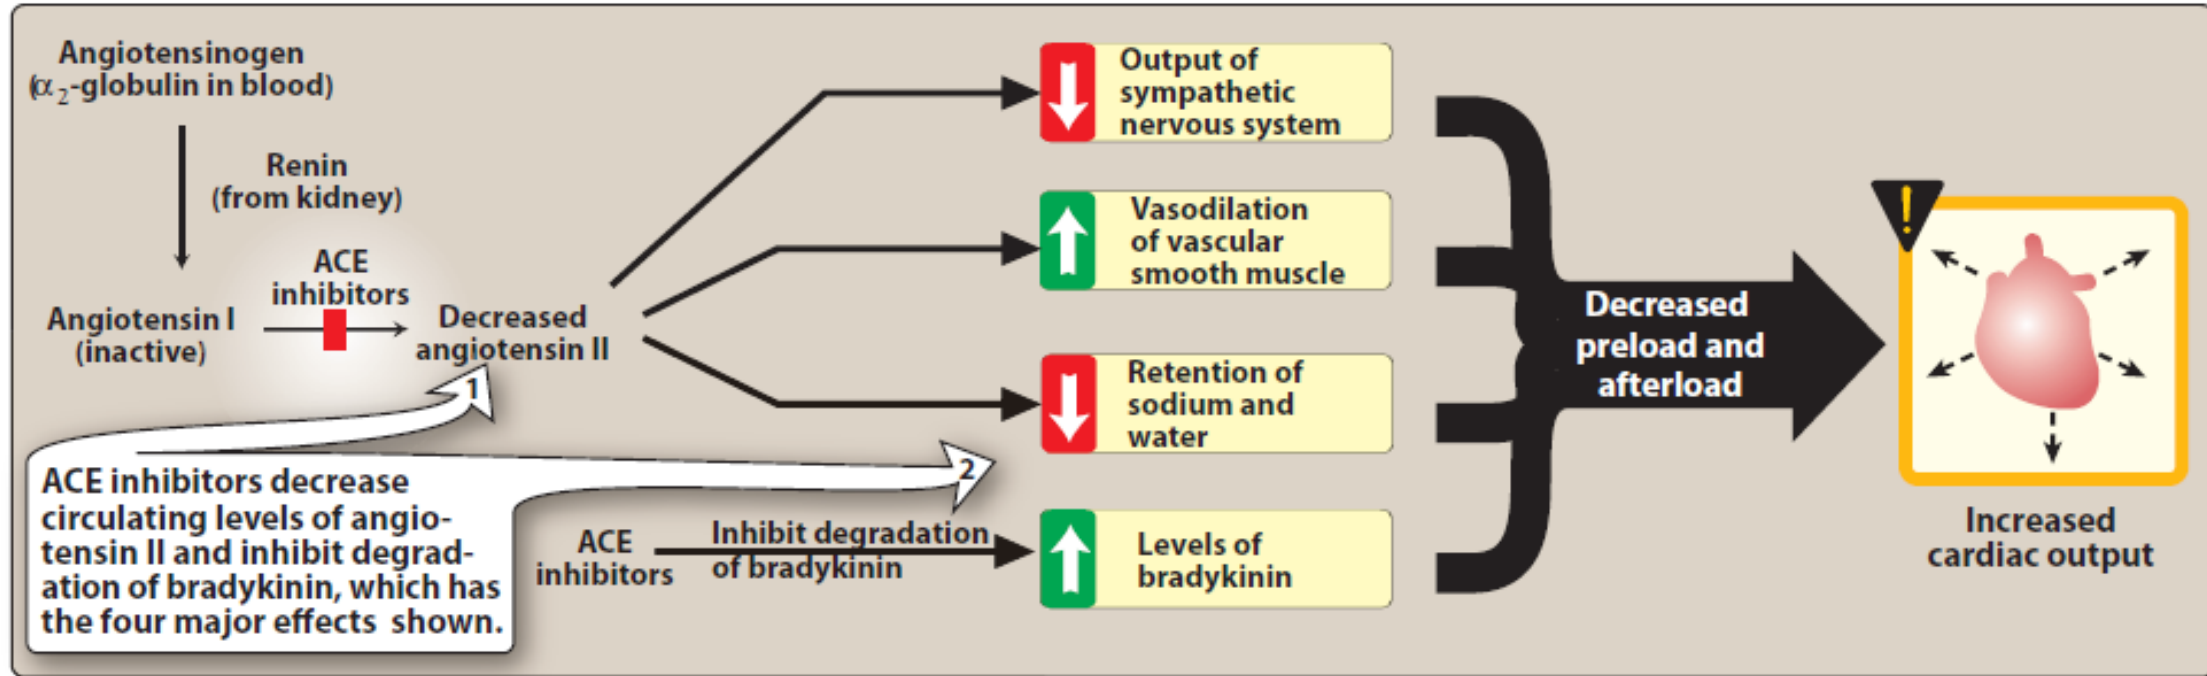 Angiotensinogen
(α2-globulin in blood)
Renin
(from kidney)
ACE
inhibitors
Angiotensin I
(inactive)
Decreased
angiotensin II
1
2
ACE inhibitors decrease
circulating levels of angio-
tensin II and inhibit degrad-
ation of bradykinin, which has
the four major effects shown.
ACE
inhibitors
Inhibit degradation
of bradykinin
Output of
sympathetic
nervous system
Vasodilation
of vascular
smooth muscle
Retention of
sodium and
water
Levels of
bradykinin
Decreased
preload and
afterload
!
Increased
cardiac output